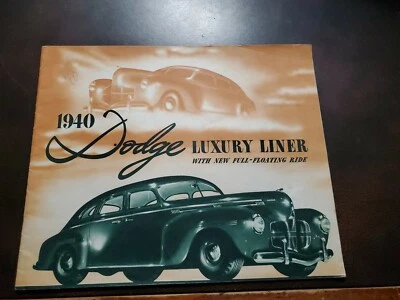 1940 Dodge LUXURY LINER
WITH NEW FULL-FLOATING RIDE